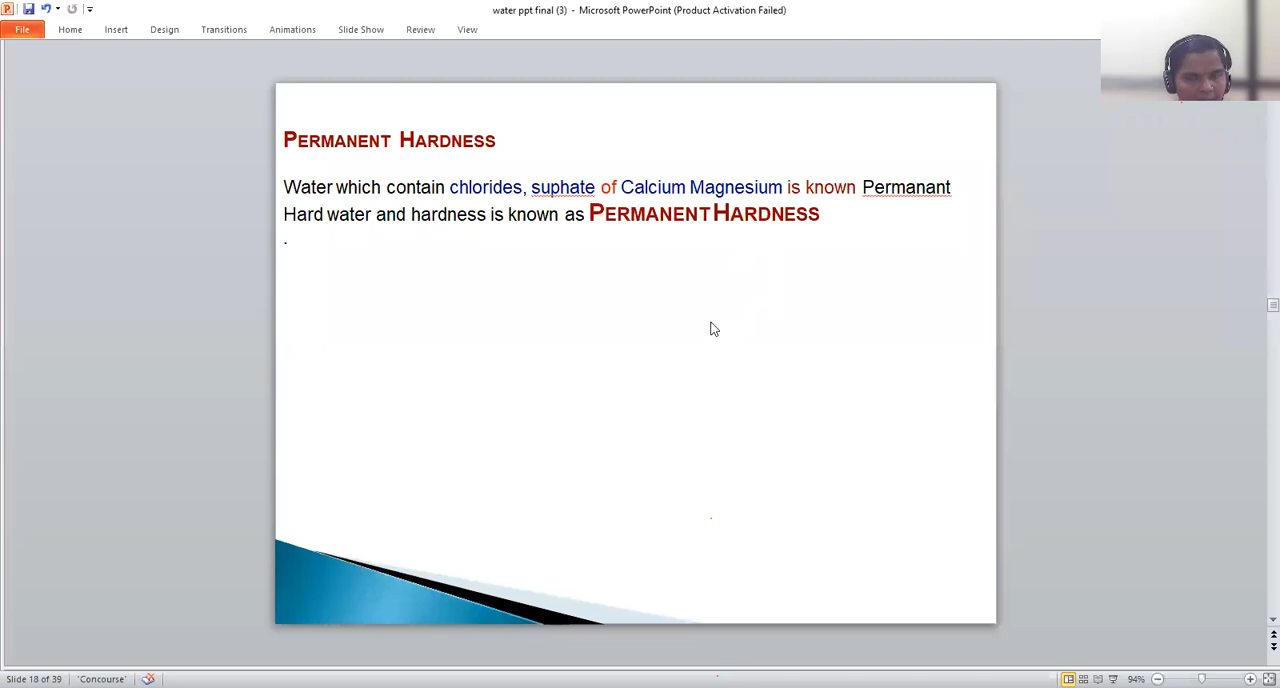 water ppt final (3) - Microsoft PowerPoint (Product Activation Failed)
File Home Insert Design Transitions Animations Slide Show Review View
PERMANENT HARDNESS
Water which contain chlorides, suphate of Calcium Magnesium is known Permanant
Hard water and hardness is known as PERMANENT HARDNESS
.
Slide 18 of 39 'Concourse' 94%